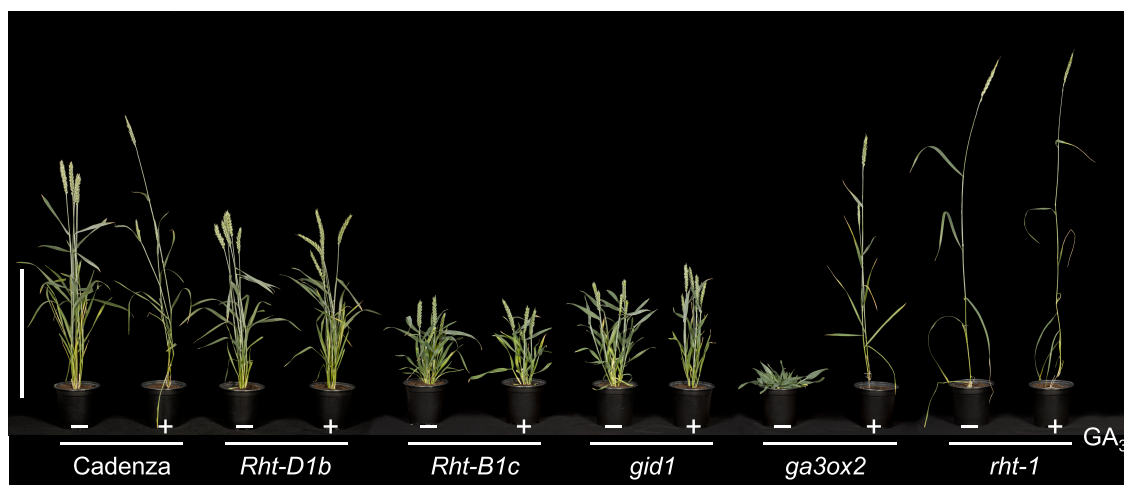 − + − + − + − + − + − + GA₃
Cadenza Rht-D1b Rht-B1c gid1 ga3ox2 rht-1